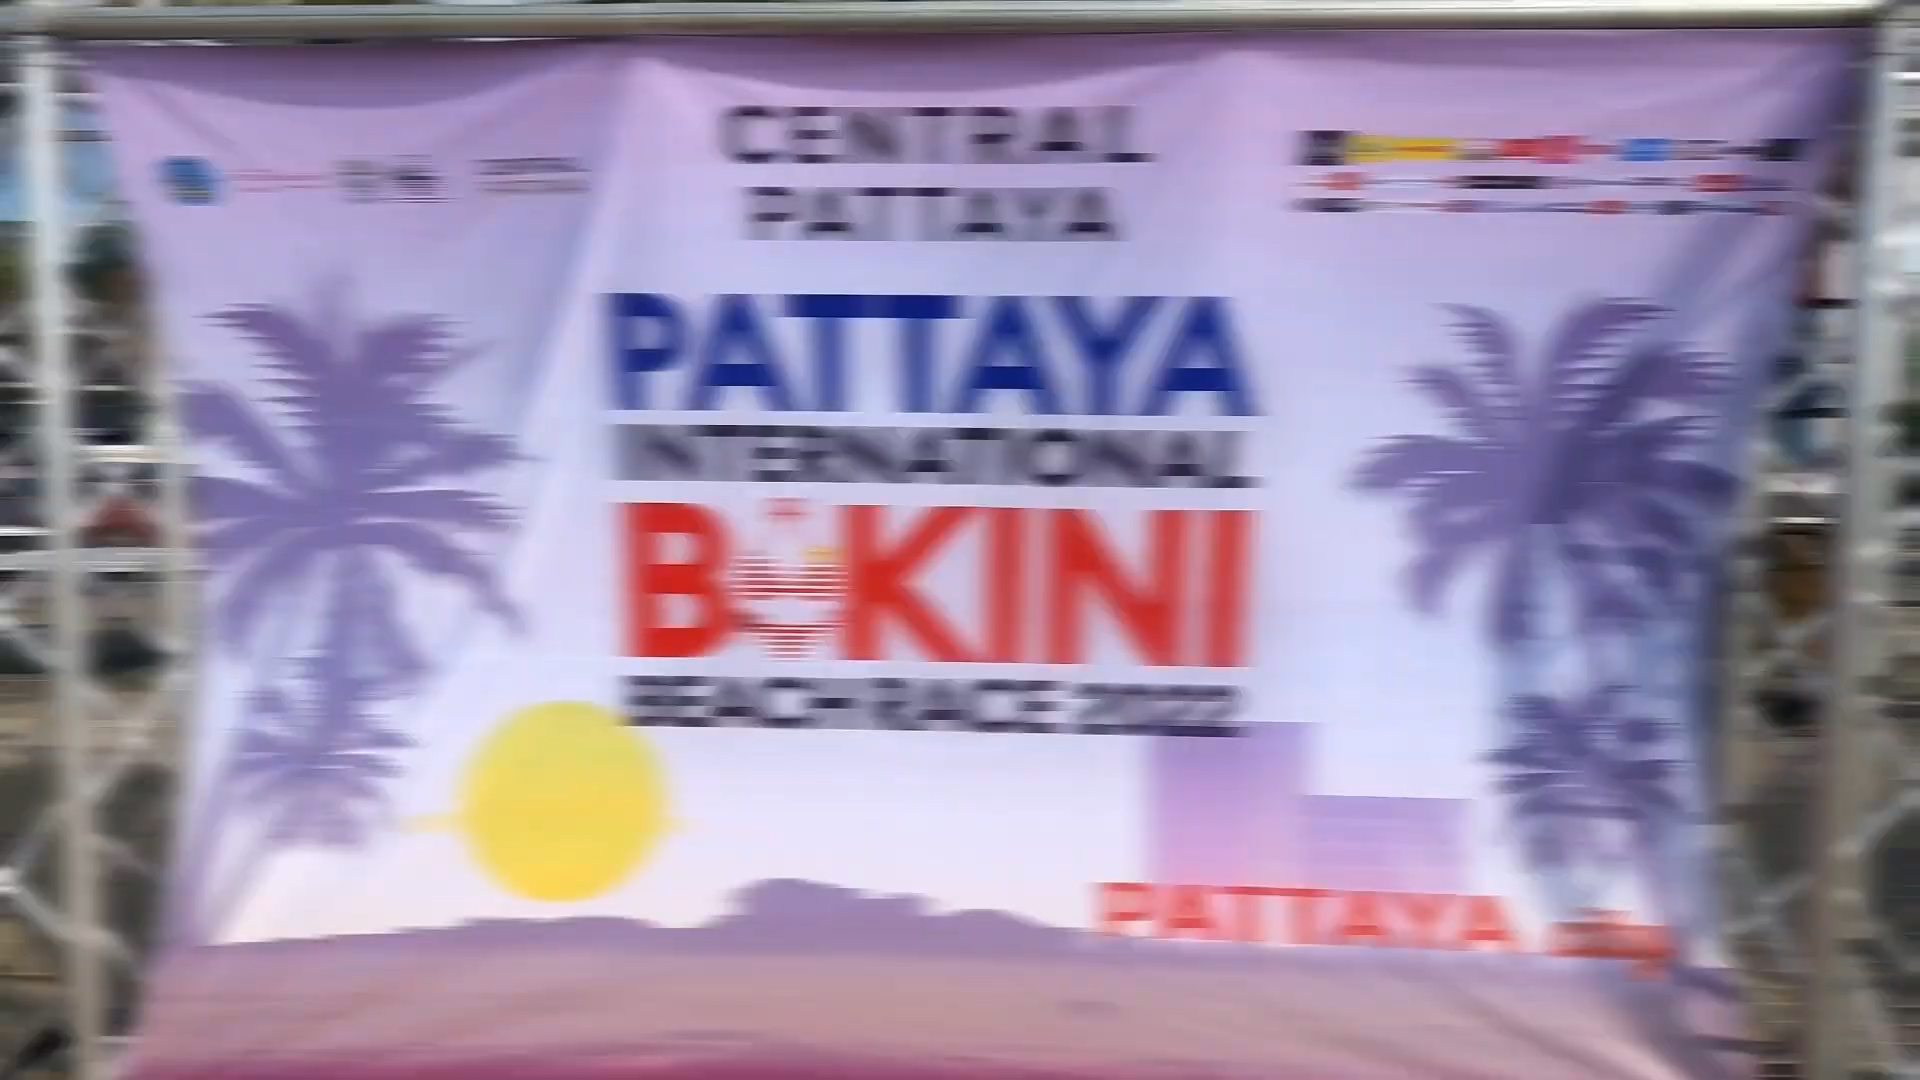 CENTRAL
PATTAYA
PATTAYA
INTERNATIONAL
BIKINI
BEACH RACE 2022
PATTAYA